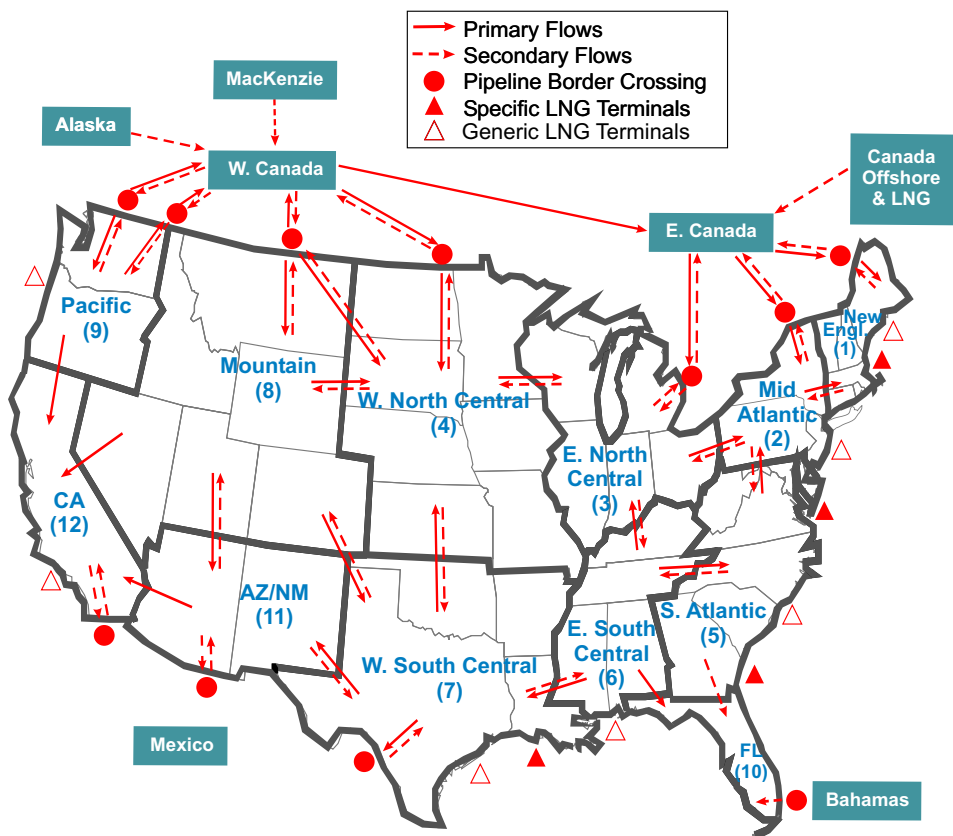 Primary Flows
Secondary Flows
Pipeline Border Crossing
Specific LNG Terminals
Generic LNG Terminals
MacKenzie
Alaska
W. Canada
Canada
Offshore
& LNG
E. Canada
Pacific
(9)
New
Engl.
(1)
Mountain
(8)
W. North Central
(4)
Mid
Atlantic
(2)
E. North
Central
(3)
CA
(12)
AZ/NM
(11)
S. Atlantic
(5)
E. South
Central
(6)
W. South Central
(7)
Mexico
FL
(10)
Bahamas